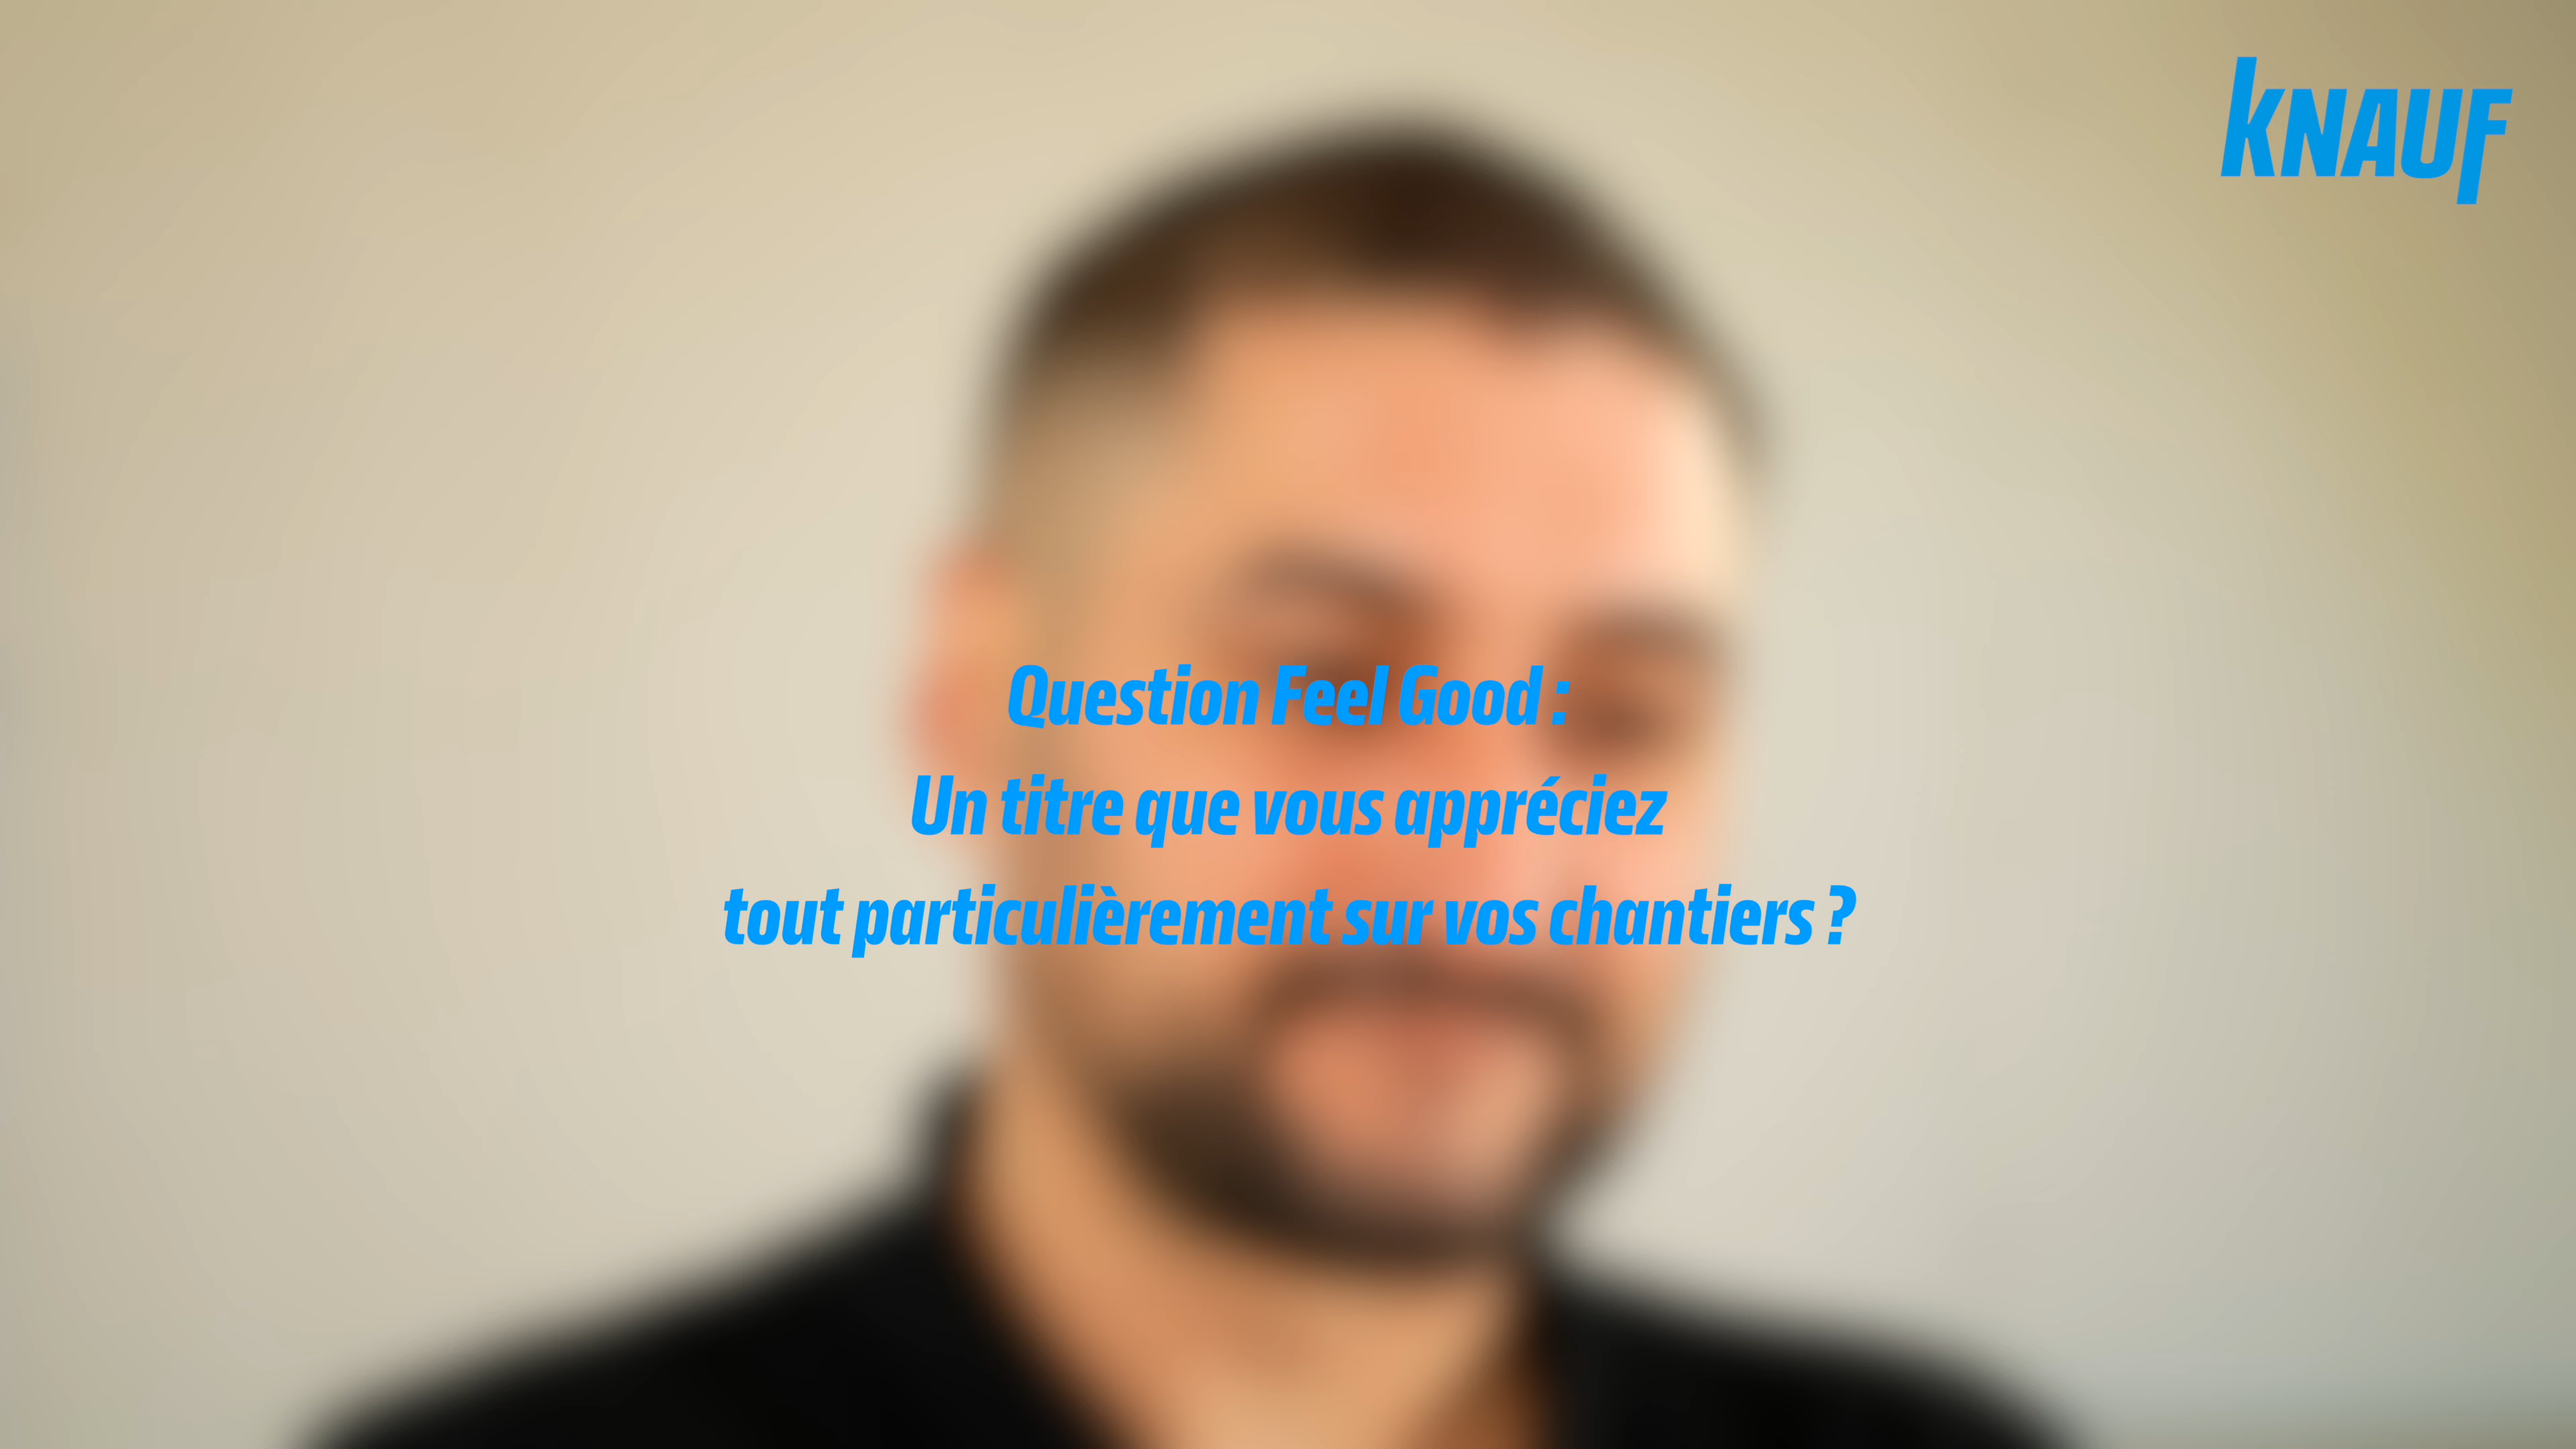 KNAUF
Question Feel Good :
Un titre que vous appréciez
tout particulièrement sur vos chantiers ?